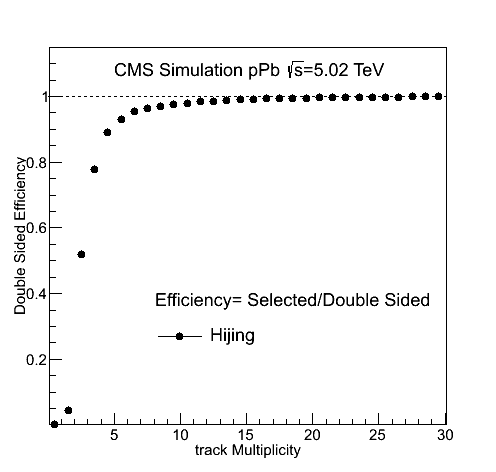 CMS Simulation pPb √s=5.02 TeV
1
0.8
0.6
0.4
0.2
Double Sided Efficiency
Efficiency= Selected/Double Sided
Hijing
5 10 15 20 25 30
track Multiplicity